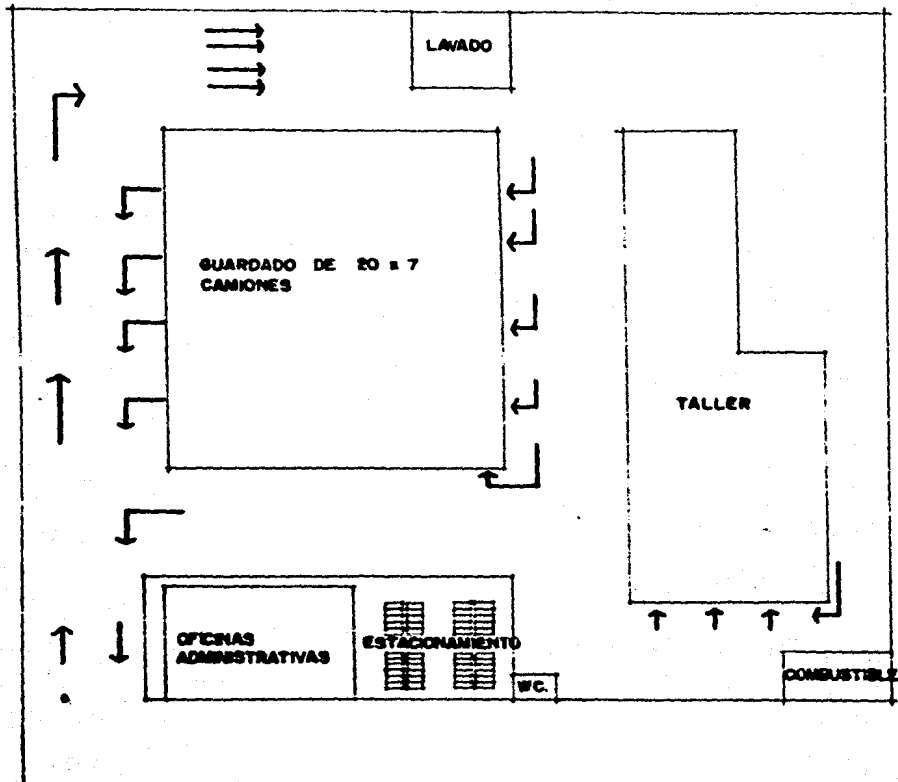 LAVADO
GUARDADO DE 20 x 7
CAMIONES
TALLER
OFICINAS
ADMINISTRATIVAS
ESTACIONAMIENTO
WC.
COMBUSTIBLE